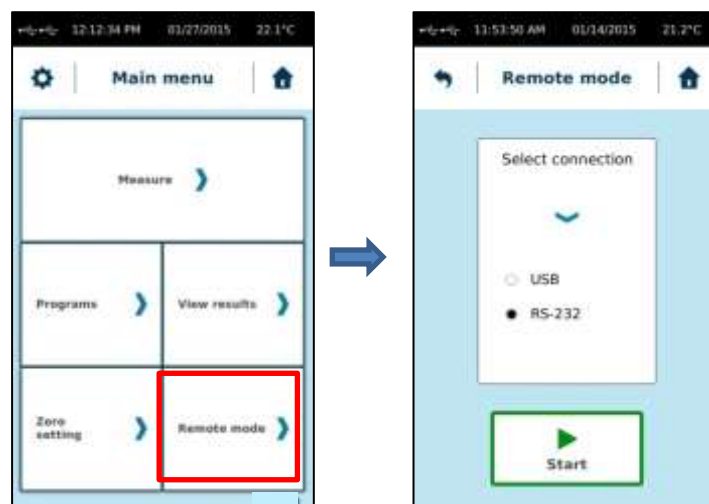 12:12:34 PM 01/27/2015 22.1°C
Main menu
Measure
Programs
View results
Zero
setting
Remote mode
11:53:50 AM 01/14/2015 21.2°C
Remote mode
Select connection
USB
RS-232
Start